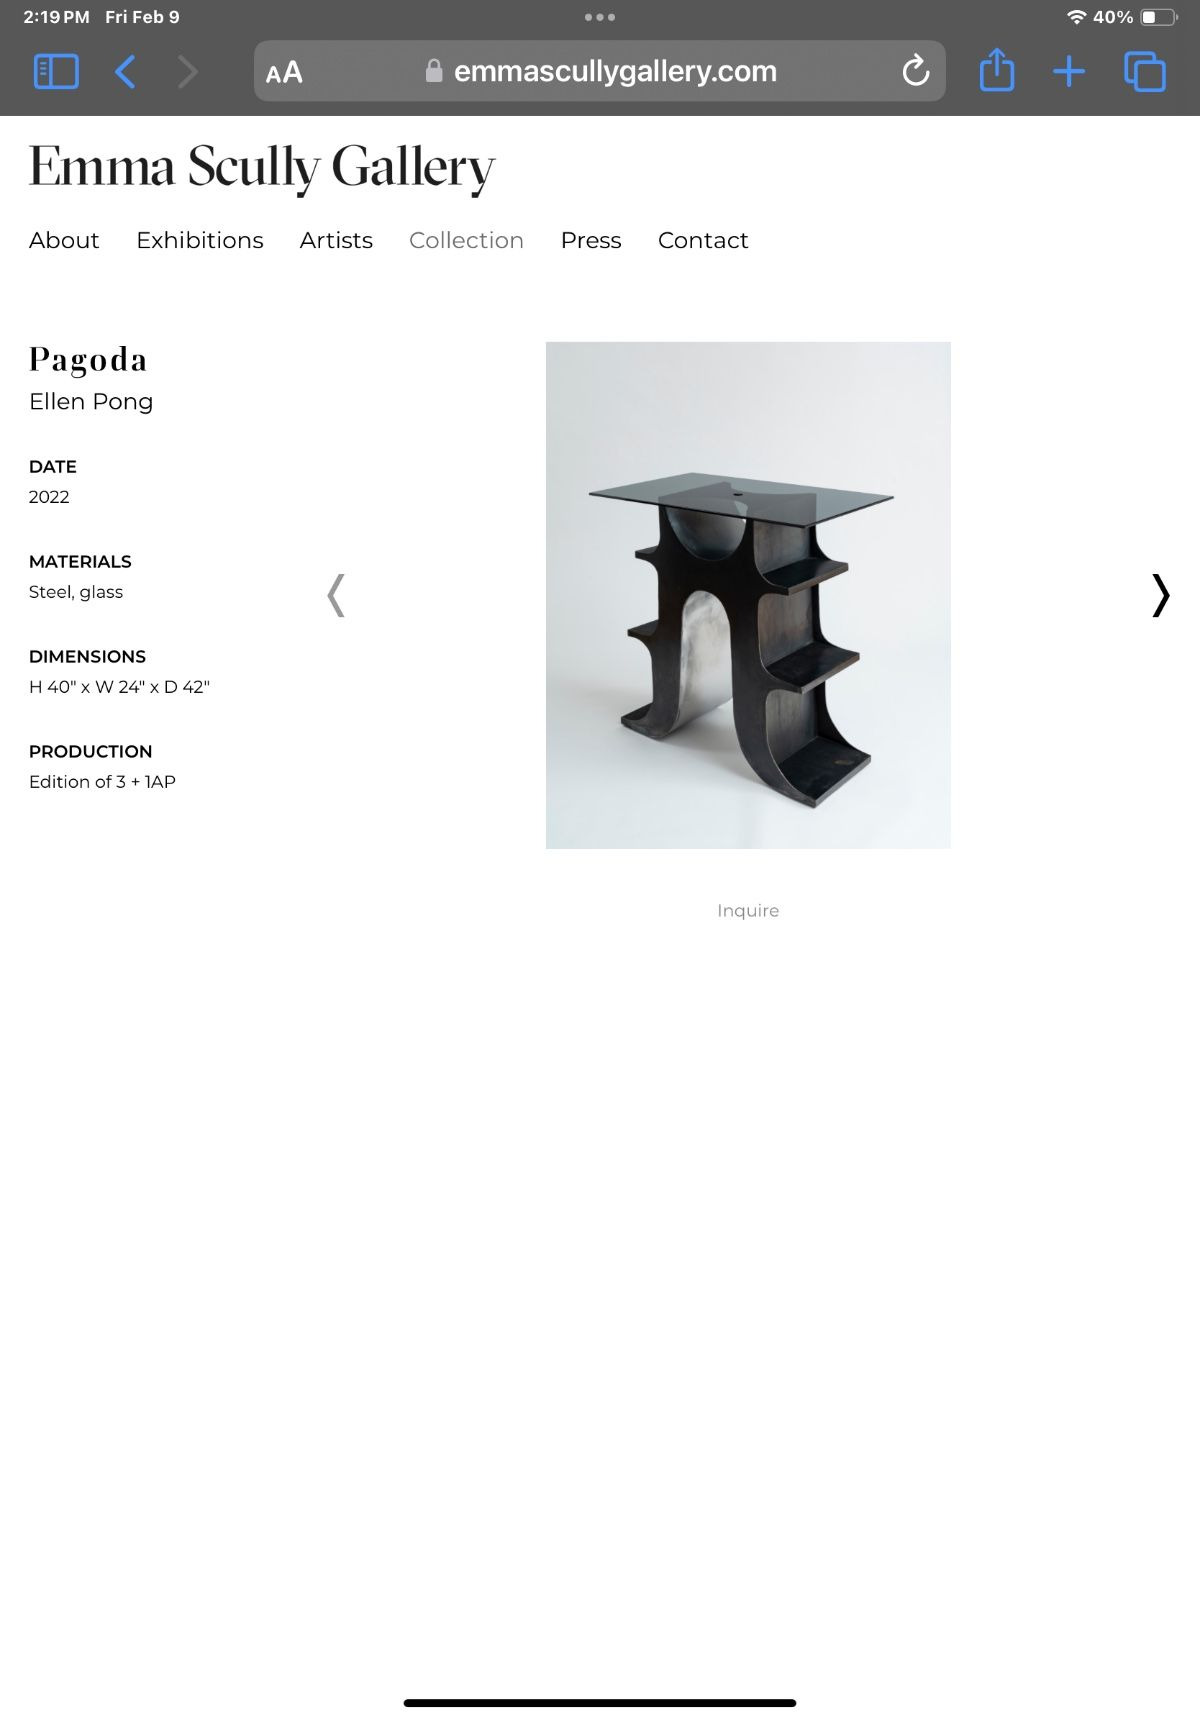 2:19 PM Fri Feb 9
40%
AA
emmascullygallery.com
Emma Scully Gallery
About Exhibitions Artists Collection Press Contact
Pagoda
Ellen Pong
DATE
2022
MATERIALS
Steel, glass
DIMENSIONS
H 40" x W 24" x D 42"
PRODUCTION
Edition of 3 + 1AP
Inquire